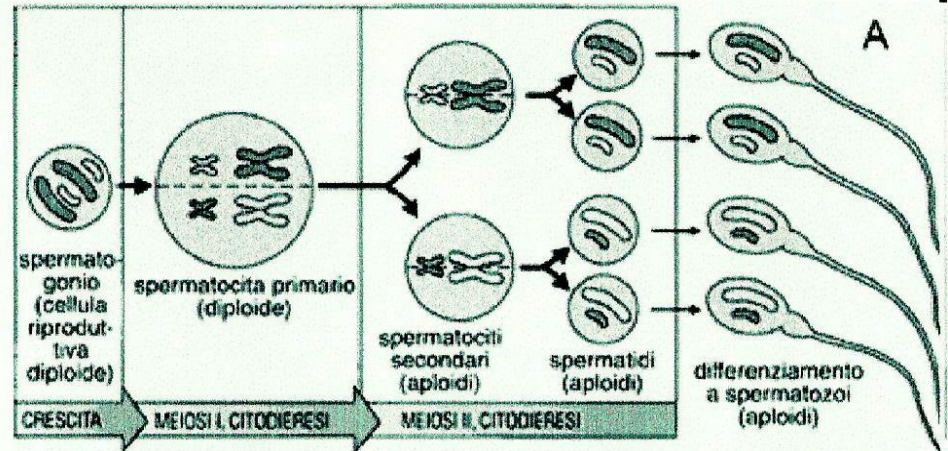 A
spermato-
gonio
(cellula
riprodut-
tiva
diploide)
spermatocita primario
(diploide)
spermatociti
secondari
(aploidi)
spermatidi
(aploidi)
differenziamento
a spermatozoi
(aploidi)
CRESCITA
MEIOSI I, CITODIERESI
MEIOSI II, CITODIERESI